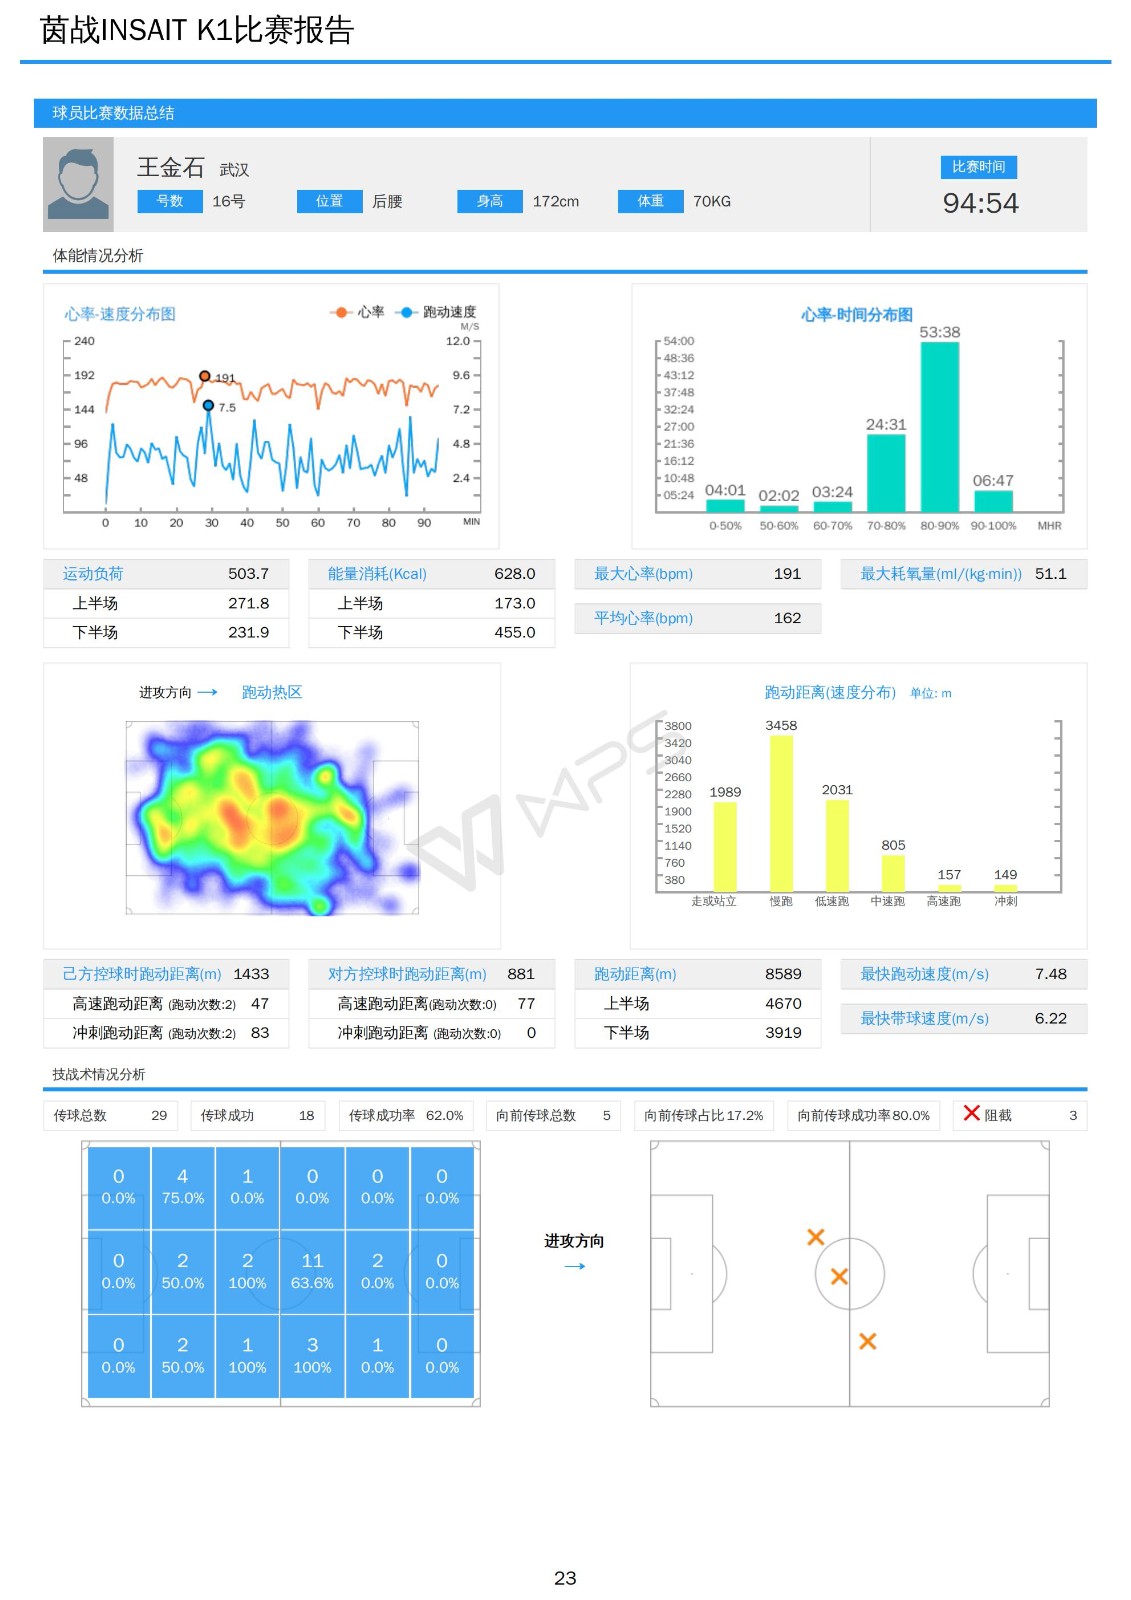 茵战INSAIT K1比赛报告
球员比赛数据总结
王金石 武汉
号数 16号 位置 后腰 身高 172cm 体重 70KG
比赛时间
94:54
体能情况分析
心率-速度分布图 心率 跑动速度
M/S
240 12.0
192 9.6
144 7.2
96 4.8
48 2.4
191
7.5
0 10 20 30 40 50 60 70 80 90 MIN
心率-时间分布图
54:00
48:36
43:12
37:48
32:24
27:00
21:36
16:12
10:48
05:24
04:01 02:02 03:24 24:31 53:38 06:47
0-50% 50-60% 60-70% 70-80% 80-90% 90-100% MHR
运动负荷 503.7
上半场 271.8
下半场 231.9
能量消耗(Kcal) 628.0
上半场 173.0
下半场 455.0
最大心率(bpm) 191
平均心率(bpm) 162
最大耗氧量(ml/(kg·min)) 51.1
进攻方向 → 跑动热区
跑动距离(速度分布) 单位: m
3800
3420
3040
2660
2280
1900
1520
1140
760
380
1989 3458 2031 805 157 149
走或站立 慢跑 低速跑 中速跑 高速跑 冲刺
WPS
己方控球时跑动距离(m) 1433
高速跑动距离 (跑动次数:2) 47
冲刺跑动距离 (跑动次数:2) 83
对方控球时跑动距离(m) 881
高速跑动距离(跑动次数:0) 77
冲刺跑动距离 (跑动次数:0) 0
跑动距离(m) 8589
上半场 4670
下半场 3919
最快跑动速度(m/s) 7.48
最快带球速度(m/s) 6.22
技战术情况分析
传球总数 29 传球成功 18 传球成功率 62.0% 向前传球总数 5 向前传球占比 17.2% 向前传球成功率 80.0% 阻截 3
0 4 1 0 0 0
0.0% 75.0% 0.0% 0.0% 0.0% 0.0%
0 2 2 11 2 0
0.0% 50.0% 100% 63.6% 0.0% 0.0%
0 2 1 3 1 0
0.0% 50.0% 100% 100% 0.0% 0.0%
进攻方向
→
23